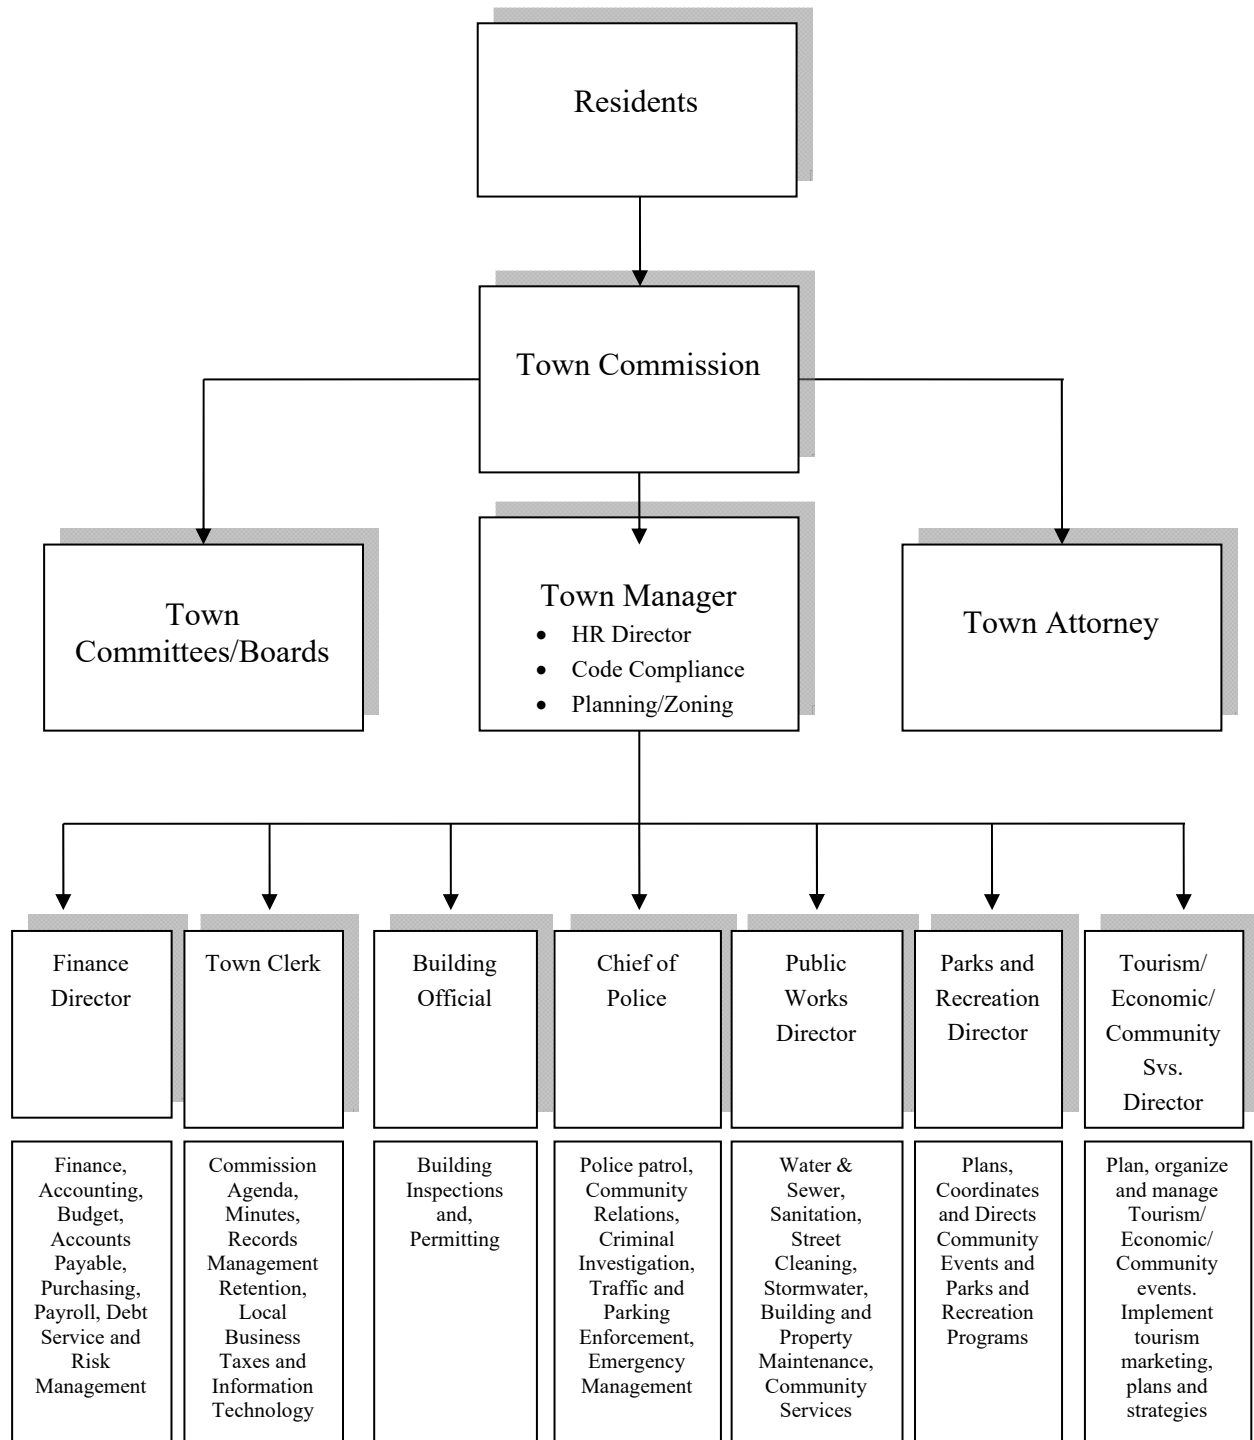 Residents
Town Commission
Town
Committees/Boards
Town Manager
• HR Director
• Code Compliance
• Planning/Zoning
Town Attorney
Finance
Director
Town Clerk
Building
Official
Chief of
Police
Public
Works
Director
Parks and
Recreation
Director
Tourism/
Economic/
Community
Svs.
Director
Finance,
Accounting,
Budget,
Accounts
Payable,
Purchasing,
Payroll, Debt
Service and
Risk
Management
Commission
Agenda,
Minutes,
Records
Management
Retention,
Local
Business
Taxes and
Information
Technology
Building
Inspections
and,
Permitting
Police patrol,
Community
Relations,
Criminal
Investigation,
Traffic and
Parking
Enforcement,
Emergency
Management
Water &
Sewer,
Sanitation,
Street
Cleaning,
Stormwater,
Building and
Property
Maintenance,
Community
Services
Plans,
Coordinates
and Directs
Community
Events and
Parks and
Recreation
Programs
Plan, organize
and manage
Tourism/
Economic/
Community
events.
Implement
tourism
marketing,
plans and
strategies